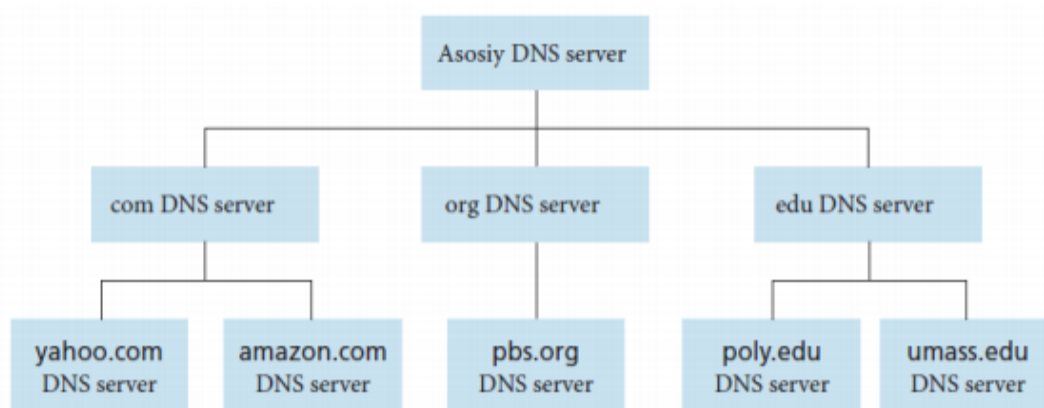 Asosiy DNS server
com DNS server
org DNS server
edu DNS server
yahoo.com
DNS server
amazon.com
DNS server
pbs.org
DNS server
poly.edu
DNS server
umass.edu
DNS server